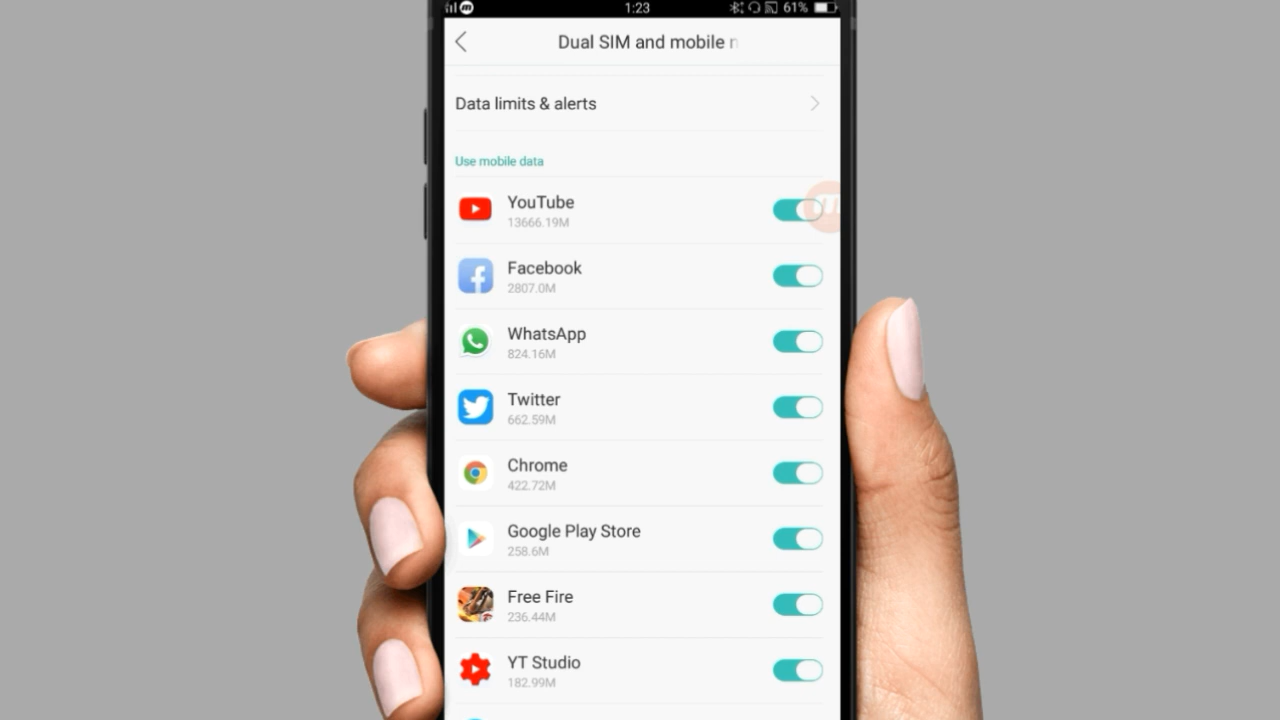 1:23
61%
Dual SIM and mobile n
Data limits & alerts
Use mobile data
YouTube
13666.19M
Facebook
2807.0M
WhatsApp
824.16M
Twitter
662.59M
Chrome
422.72M
Google Play Store
258.6M
Free Fire
236.44M
YT Studio
182.99M